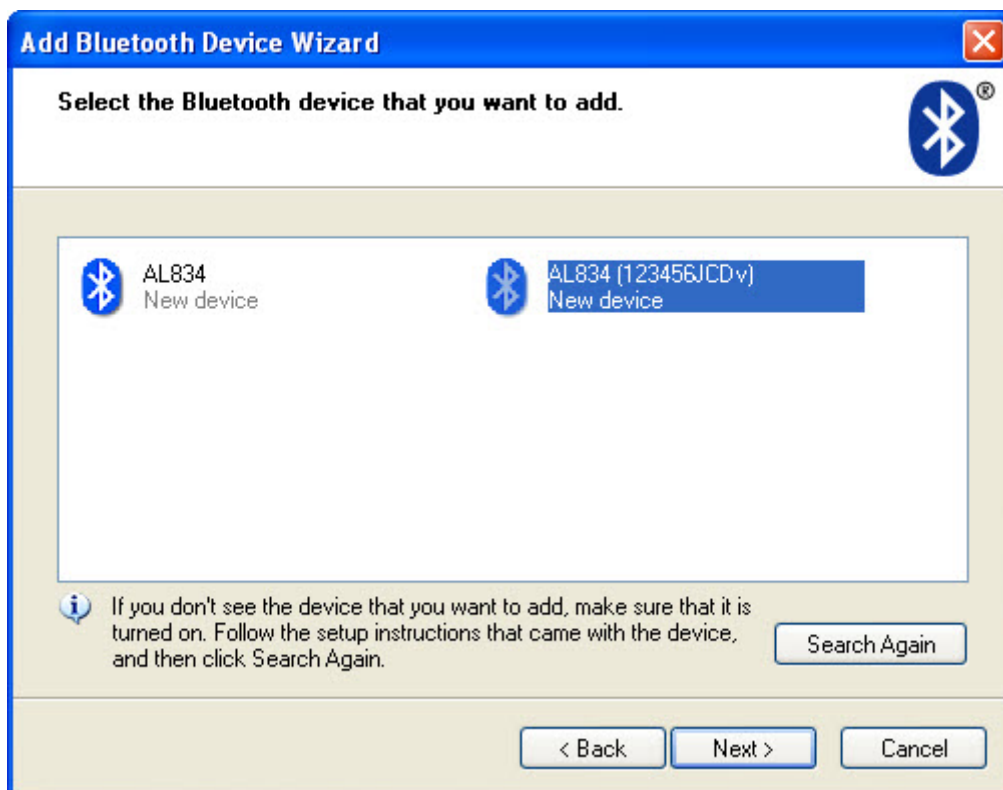 Add Bluetooth Device Wizard
Select the Bluetooth device that you want to add.
®
AL834
New device
AL834 (123456JCDv)
New device
If you don't see the device that you want to add, make sure that it is
turned on. Follow the setup instructions that came with the device,
and then click Search Again.
Search Again
< Back
Next >
Cancel